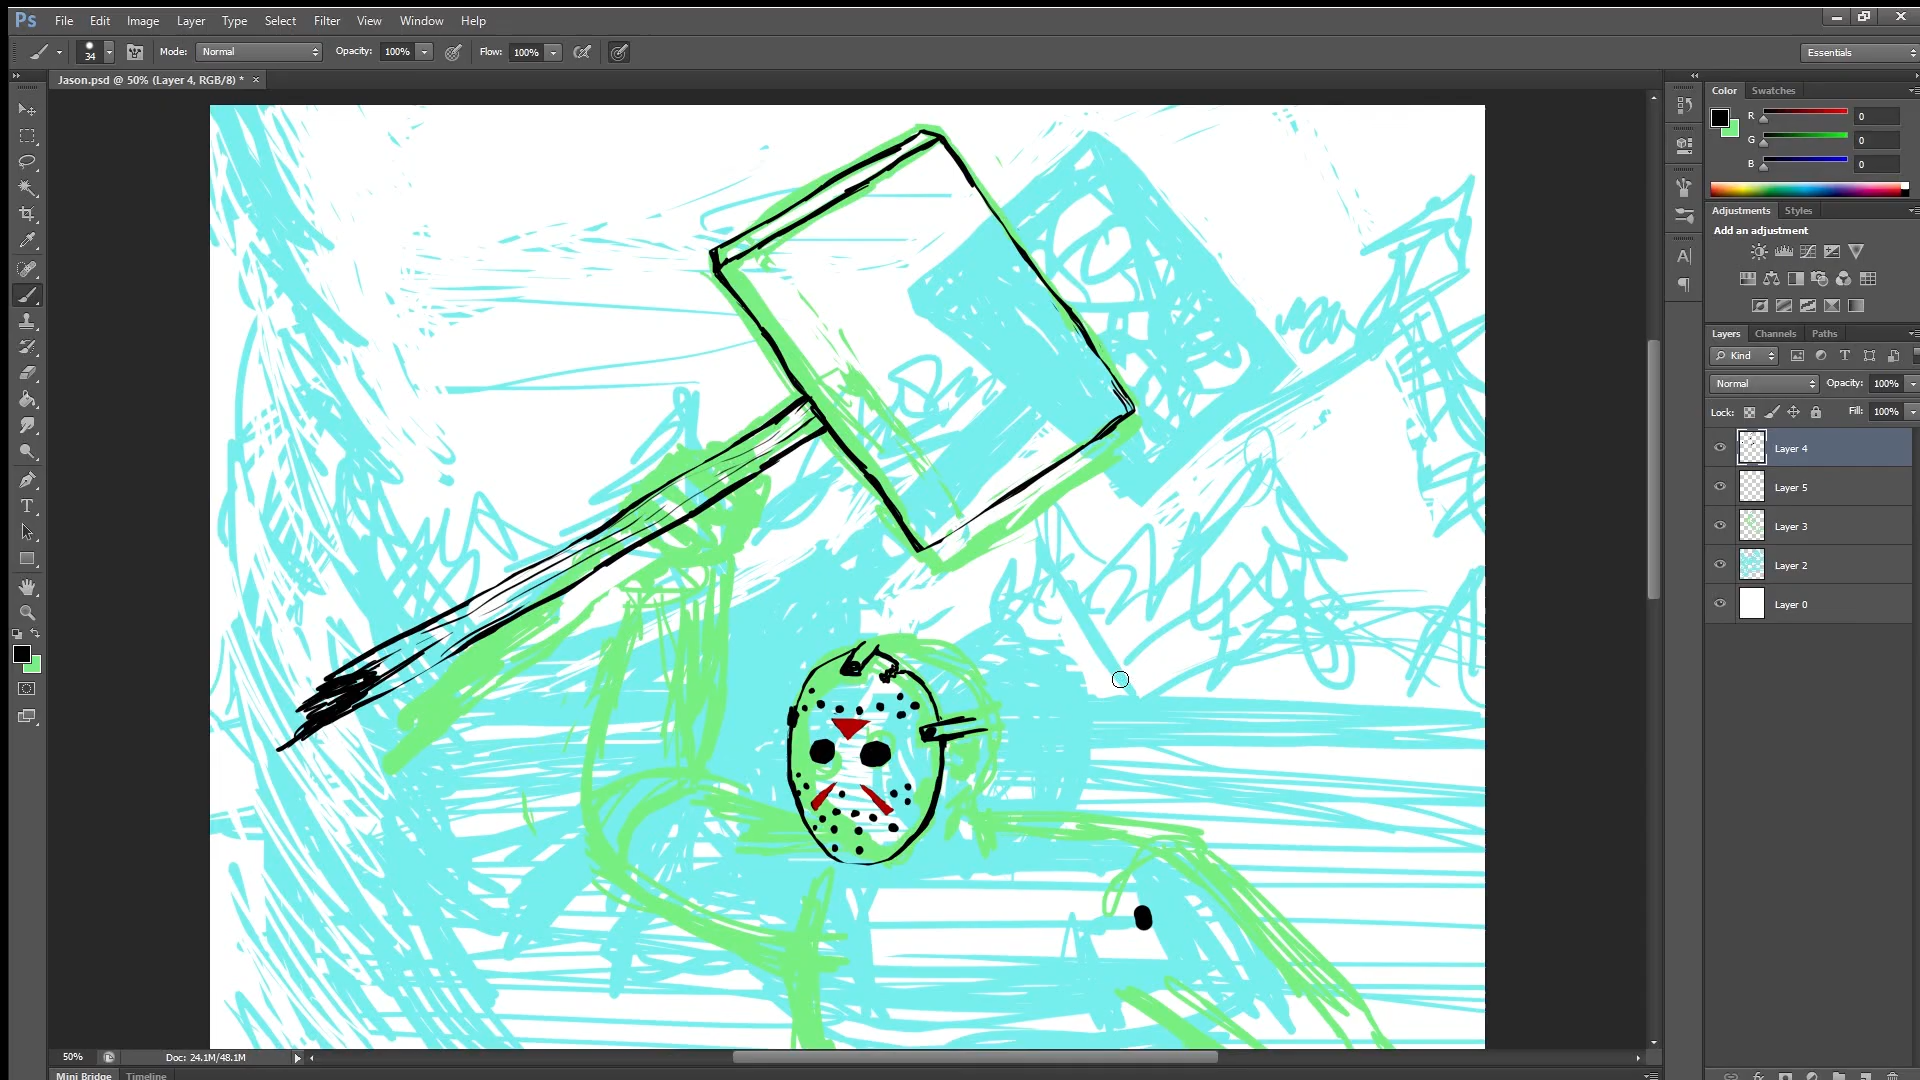 Ps File Edit Image Layer Type Select Filter View Window Help
34 Mode: Normal Opacity: 100% Flow: 100% Essentials
Jason.psd @ 50% (Layer 4, RGB/8) * ×
Color Swatches
R 0
G 0
B 0
Adjustments Styles
Add an adjustment
Layers Channels Paths
Kind
Normal Opacity: 100%
Lock: Fill: 100%
Layer 4
Layer 5
Layer 3
Layer 2
Layer 0
50% Doc: 24.1M/48.1M
Mini Bridge Timeline